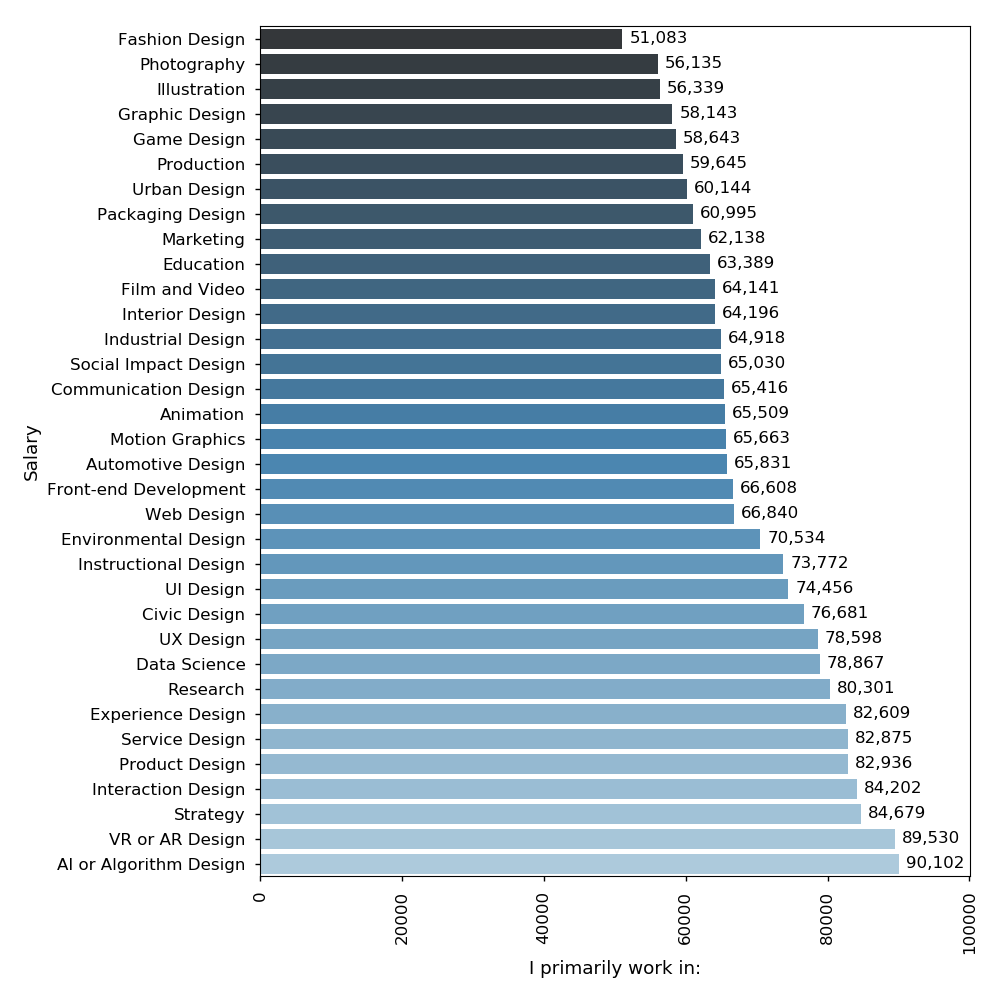 Fashion Design 51,083
Photography 56,135
Illustration 56,339
Graphic Design 58,143
Game Design 58,643
Production 59,645
Urban Design 60,144
Packaging Design 60,995
Marketing 62,138
Education 63,389
Film and Video 64,141
Interior Design 64,196
Industrial Design 64,918
Social Impact Design 65,030
Communication Design 65,416
Animation 65,509
Motion Graphics 65,663
Automotive Design 65,831
Front-end Development 66,608
Web Design 66,840
Environmental Design 70,534
Instructional Design 73,772
UI Design 74,456
Civic Design 76,681
UX Design 78,598
Data Science 78,867
Research 80,301
Experience Design 82,609
Service Design 82,875
Product Design 82,936
Interaction Design 84,202
Strategy 84,679
VR or AR Design 89,530
AI or Algorithm Design 90,102
Salary
0 20000 40000 60000 80000 100000
I primarily work in: